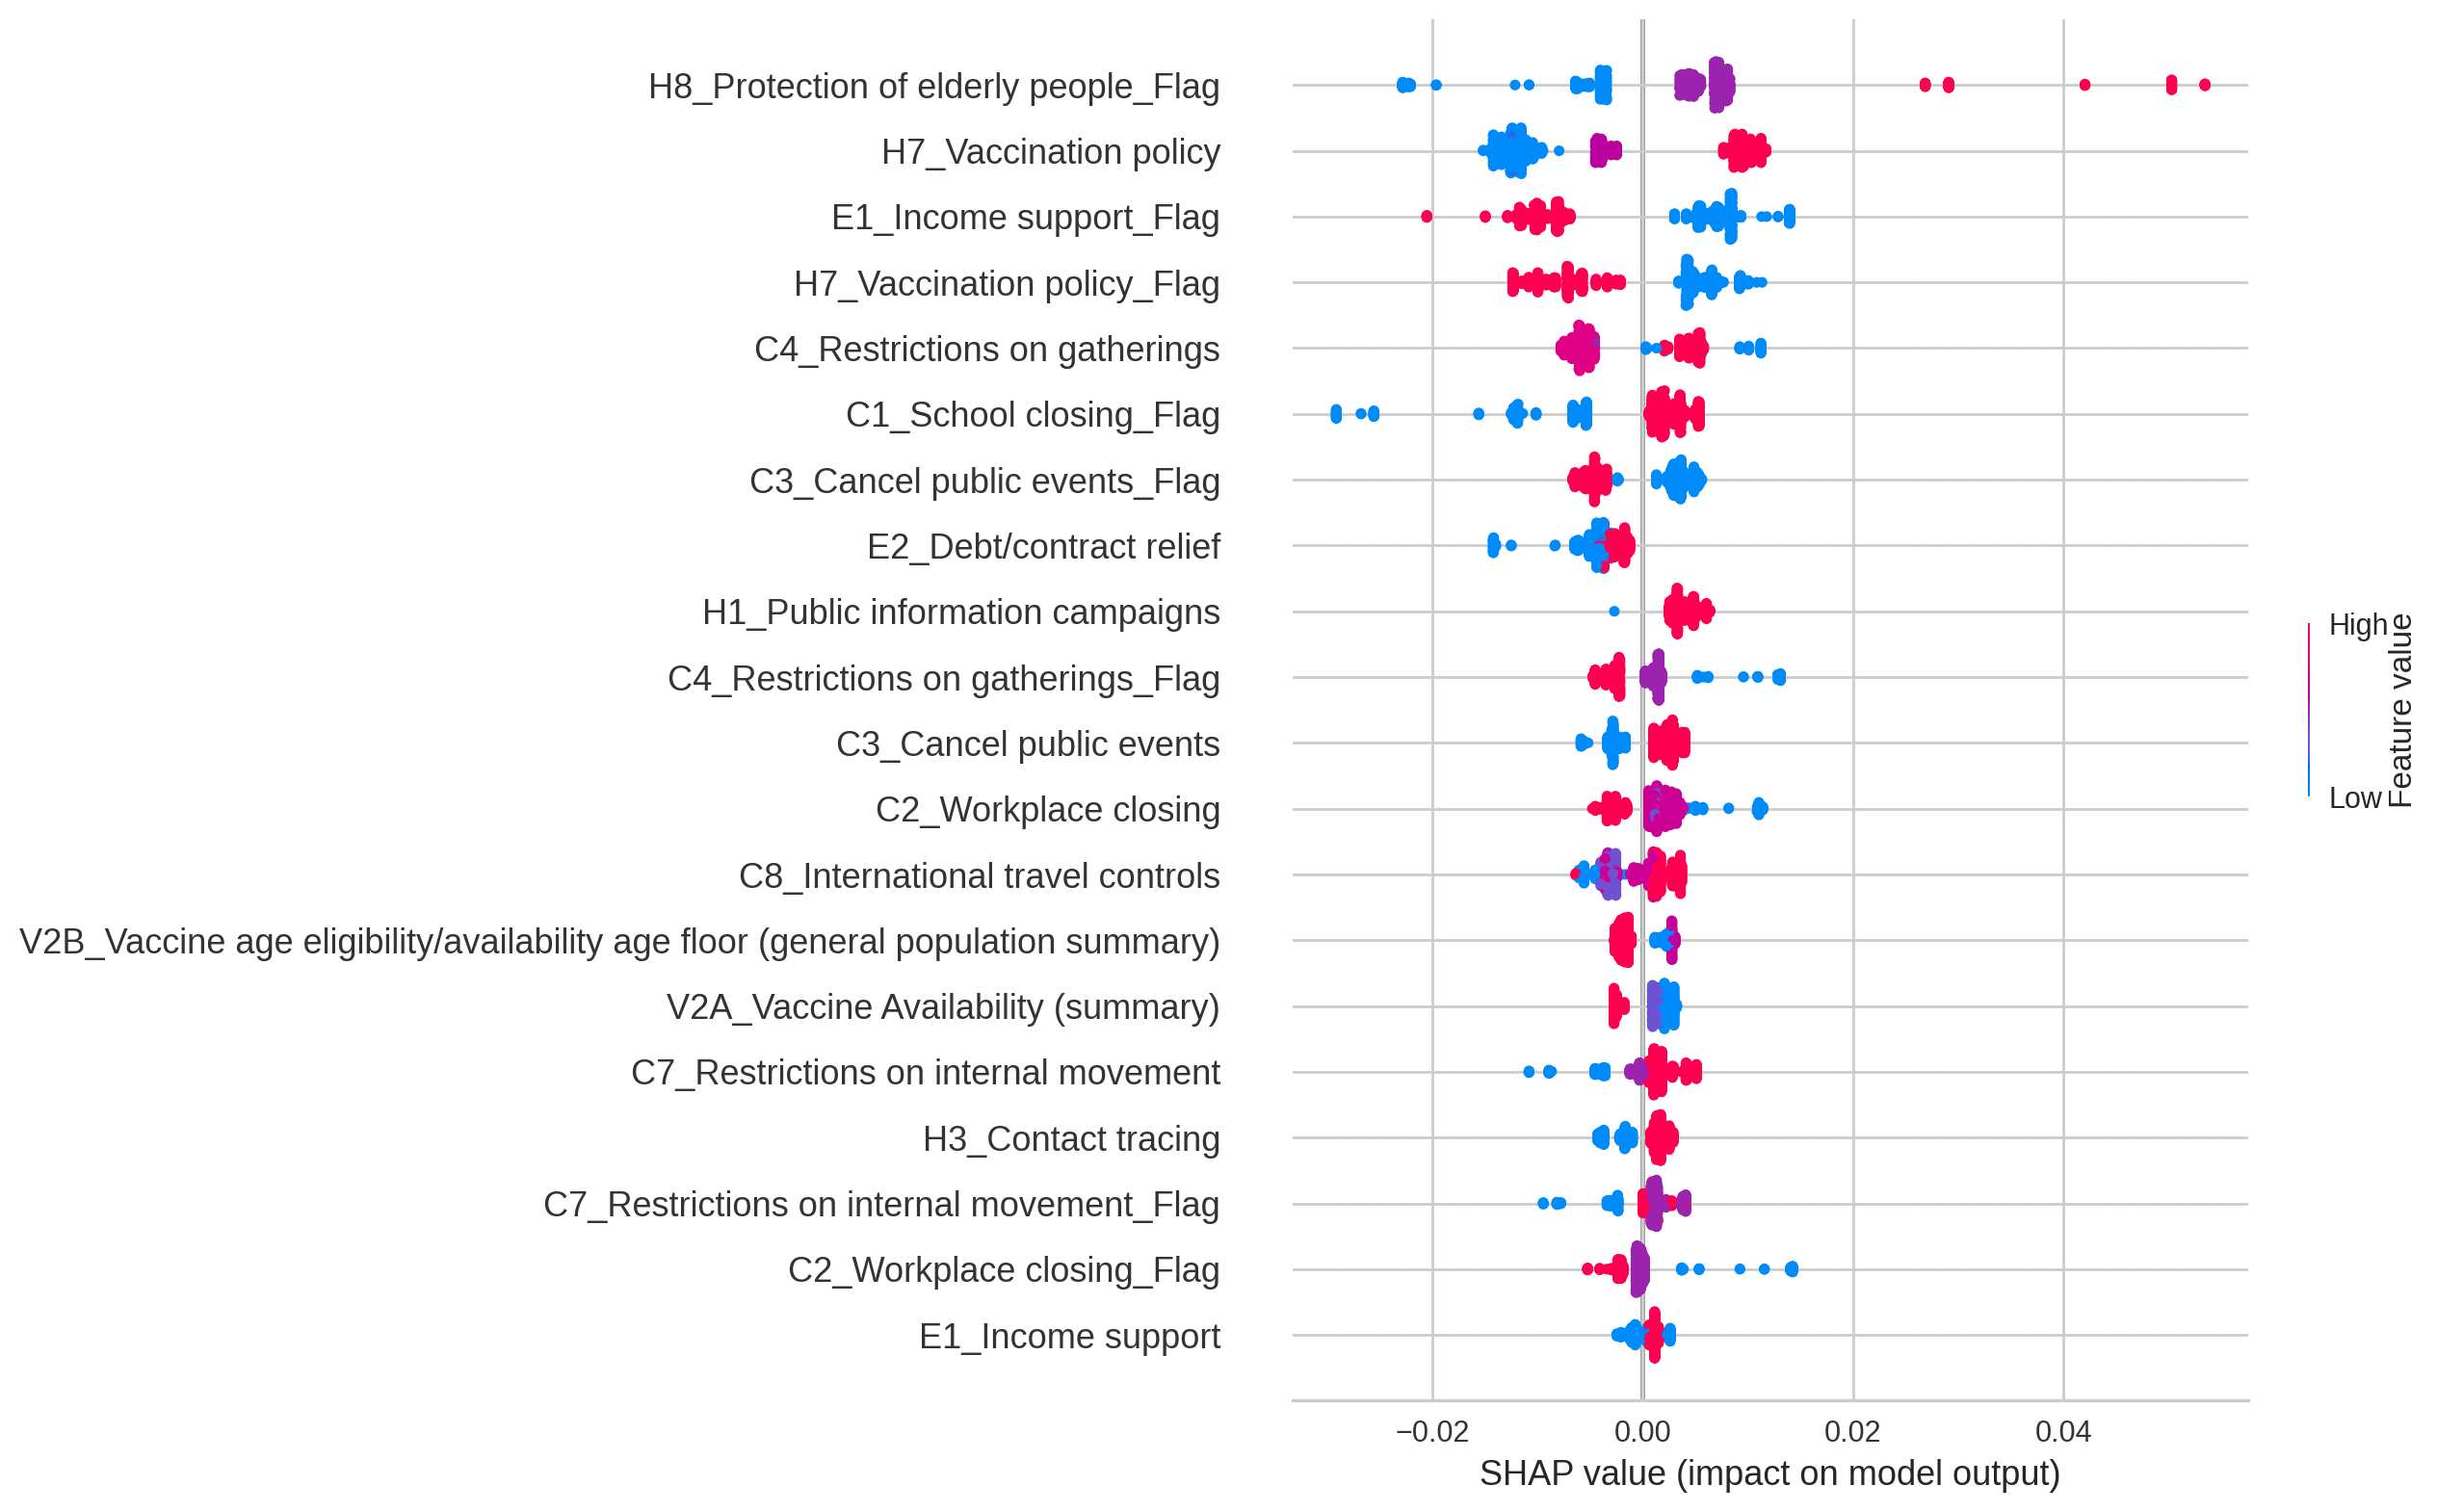 H8_Protection of elderly people_Flag
H7_Vaccination policy
E1_Income support_Flag
H7_Vaccination policy_Flag
C4_Restrictions on gatherings
C1_School closing_Flag
C3_Cancel public events_Flag
E2_Debt/contract relief
H1_Public information campaigns
C4_Restrictions on gatherings_Flag
C3_Cancel public events
C2_Workplace closing
C8_International travel controls
V2B_Vaccine age eligibility/availability age floor (general population summary)
V2A_Vaccine Availability (summary)
C7_Restrictions on internal movement
H3_Contact tracing
C7_Restrictions on internal movement_Flag
C2_Workplace closing_Flag
E1_Income support
−0.02 0.00 0.02 0.04
SHAP value (impact on model output)
High
Low
Feature value